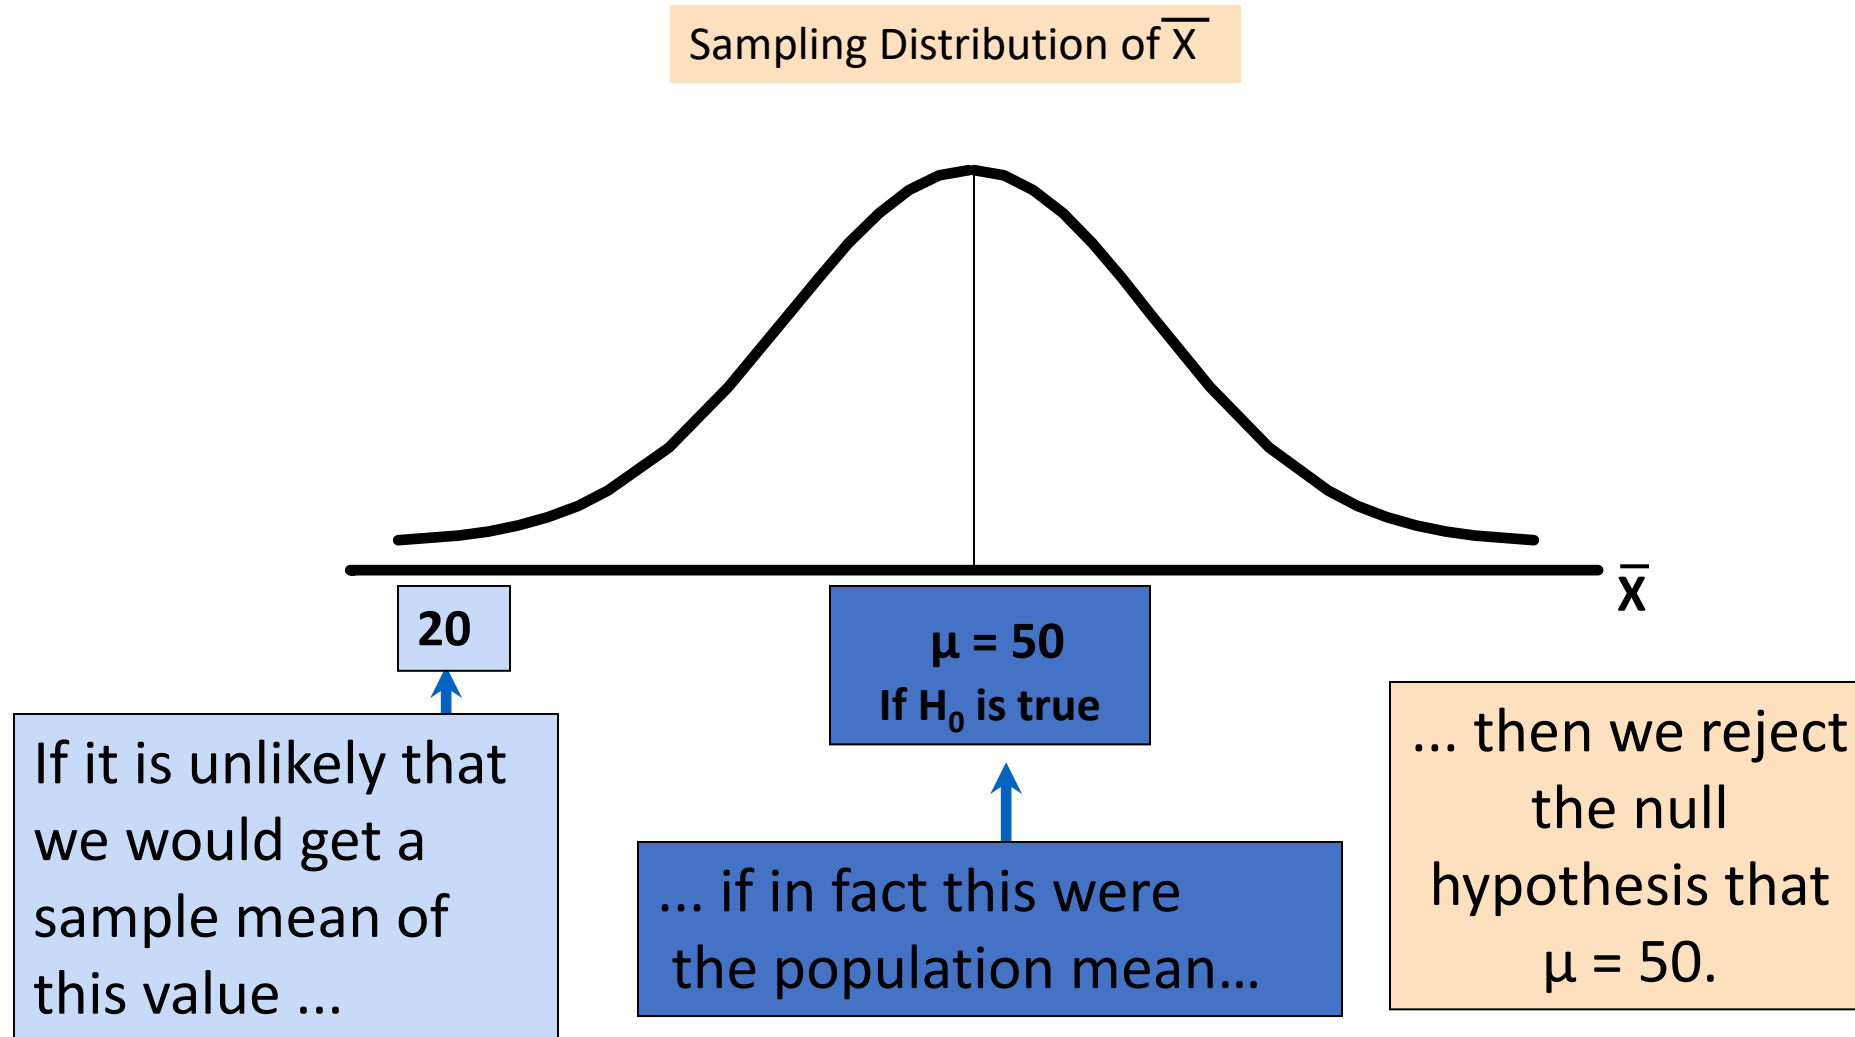 Sampling Distribution of X̅
X̅
20
μ = 50
If H₀ is true
If it is unlikely that
we would get a
sample mean of
this value ...
... if in fact this were
the population mean…
... then we reject
the null
hypothesis that
μ = 50.